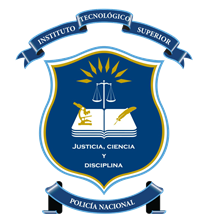 INSTITUTO TECNOLÓGICO SUPERIOR
JUSTICIA, CIENCIA
Y
DISCIPLINA
POLICÍA NACIONAL